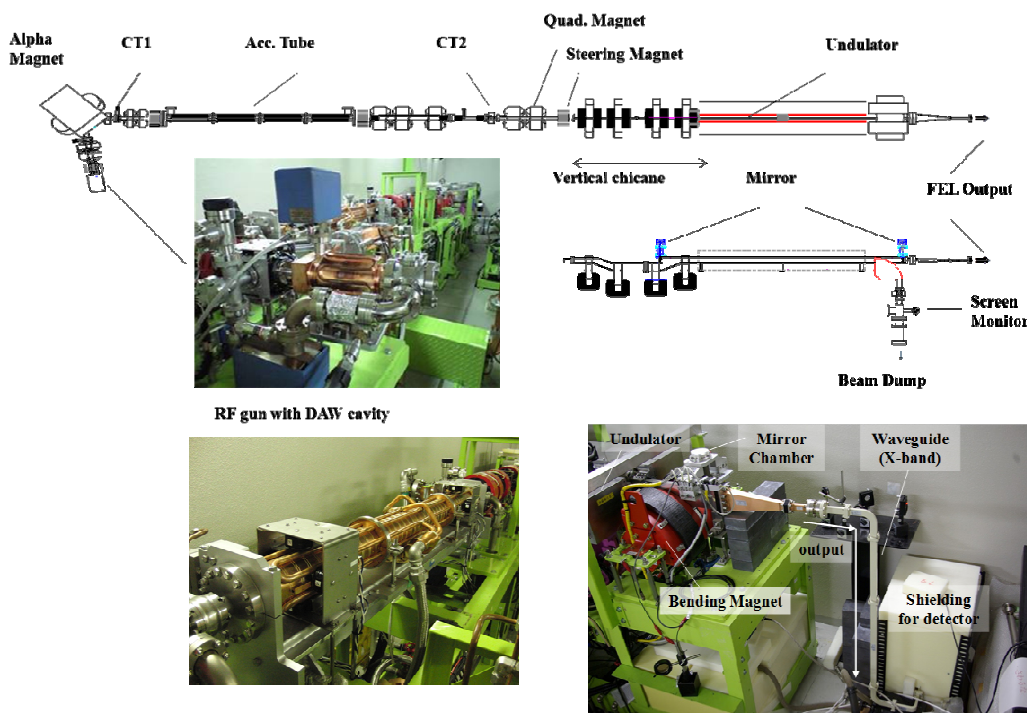 Alpha
Magnet
CT1
Acc. Tube
CT2
Quad. Magnet
Steering Magnet
Undulator
Vertical chicane
Mirror
FEL Output
Screen
Monitor
Beam Dump
RF gun with DAW cavity
Undulator
Mirror
Chamber
Waveguide
(X-band)
output
Bending Magnet
Shielding
for detector